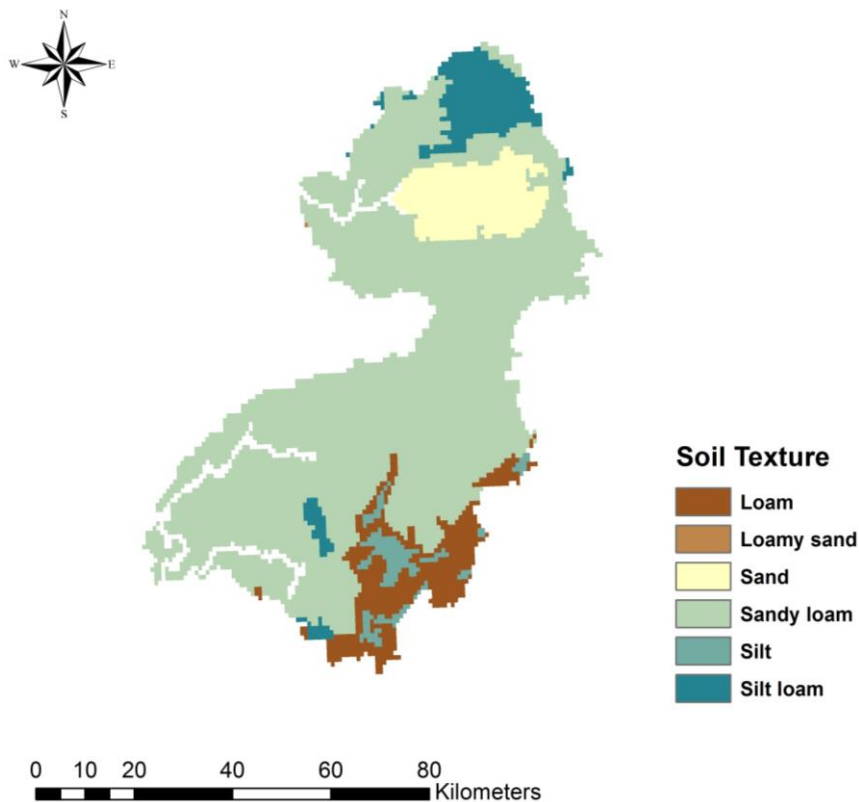 N
W E
S
Soil Texture
Loam
Loamy sand
Sand
Sandy loam
Silt
Silt loam
0 10 20 40 60 80
Kilometers